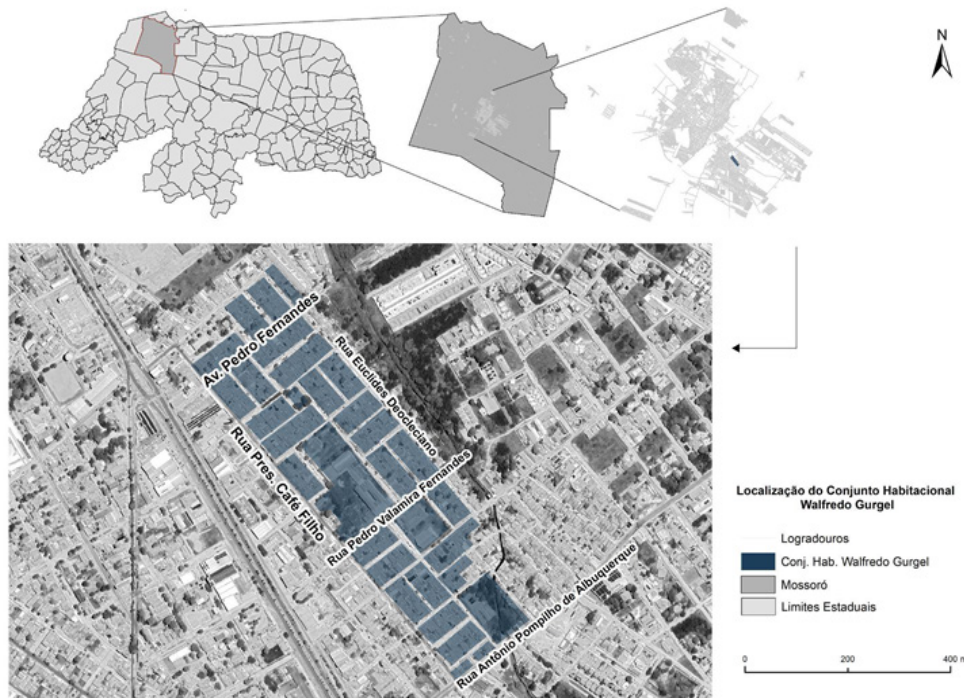 N
Av. Pedro Fernandes
Rua Euclides Deocleciano
Rua Pres. Café Filho
Rua Pedro Valamira Fernandes
Rua Antônio Pompilho de Albuquerque
Localização do Conjunto Habitacional
Walfredo Gurgel
Logradouros
Conj. Hab. Walfredo Gurgel
Mossoró
Limites Estaduais
0 200 400 m